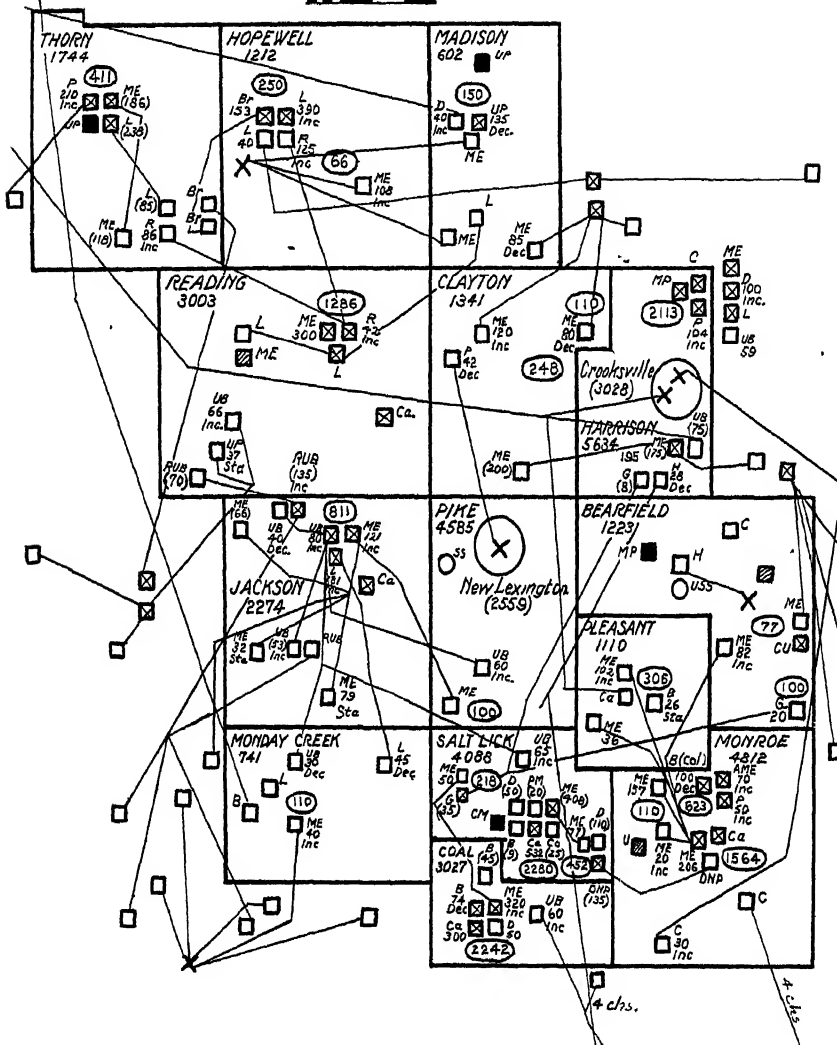 THORN
1744
411
P
210
Inc
ME
(186)
UP
L
(238)
L
(85)
Br
ME
(118)
R
86
Inc
Br
L
HOPEWELL
1212
250
Br
153
L
390
Inc
L
40
R
125
Inc
66
ME
108
Inc
ME
MADISON
602
UP
150
D
40
Inc
UP
135
Dec.
ME
L
ME
85
Dec
READING
3003
1286
L
ME
ME
300
R
42
Inc
L
UB
66
Inc.
Ca.
UP
37
Sta
RUB
(70)
RUB
(135)
Inc
CLAYTON
1341
110
ME
120
Inc
ME
80
Dec
P
42
Dec
248
ME
(200)
C
MP
2113
P
104
Inc
ME
D
100
Inc.
L
UB
59
Crooksville
(3028)
HARRISON
5634
UB
(75)
195
ME
(175)
G
(8)
H
28
Dec
ME
(66)
UB
40
Dec.
811
UB
80
Inc
ME
121
Inc
L
281
Inc
Ca
JACKSON
2274
ME
32
Sta
UB
(53)
Inc
RUB
ME
79
Sta
PIKE
4585
SS
New Lexington
(2559)
UB
60
Inc.
ME
100
BEARFIELD
1223
C
MP
H
USS
77
ME
CU
ME
82
Inc
100
G
20
PLEASANT
1110
ME
102
Inc
306
Ca
B
26
Sta
ME
36
MONDAY CREEK
741
UB
38
Dec
L
45
Dec
L
B
110
ME
40
Inc
SALT LICK
4088
UB
65
Inc
ME
50
218
G
(35)
D
(50)
PM
(20)
ME
(408)
CM
B
(9)
Ca
532
Co
(25)
D
(110)
2280
452
DNP
(135)
COAL
3027
B
(45)
B
74
Dec
ME
320
Inc
Ca
300
D
50
UB
60
Inc
2242
4 chs.
MONROE
4812
B(Col)
100
Dec
AME
70
Inc
ME
157
P
50
Inc
110
623
U
ME
20
Inc
ME
206
Ca
1564
DNP
C
C
30
Inc
4 chs